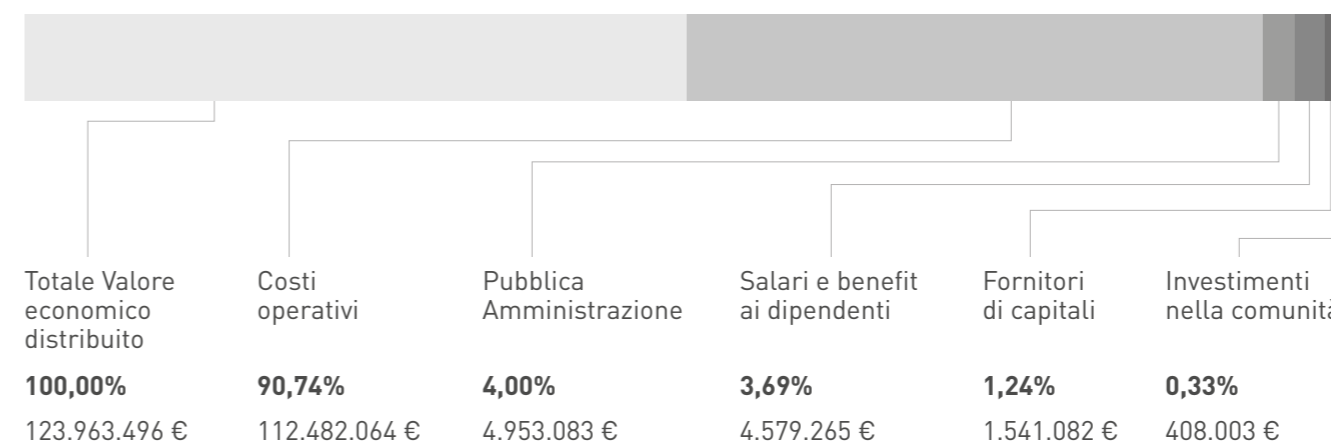 Totale Valore
economico
distribuito
100,00%
123.963.496 €
Costi
operativi
90,74%
112.482.064 €
Pubblica
Amministrazione
4,00%
4.953.083 €
Salari e benefit
ai dipendenti
3,69%
4.579.265 €
Fornitori
di capitali
1,24%
1.541.082 €
Investimenti
nella comunità
0,33%
408.003 €